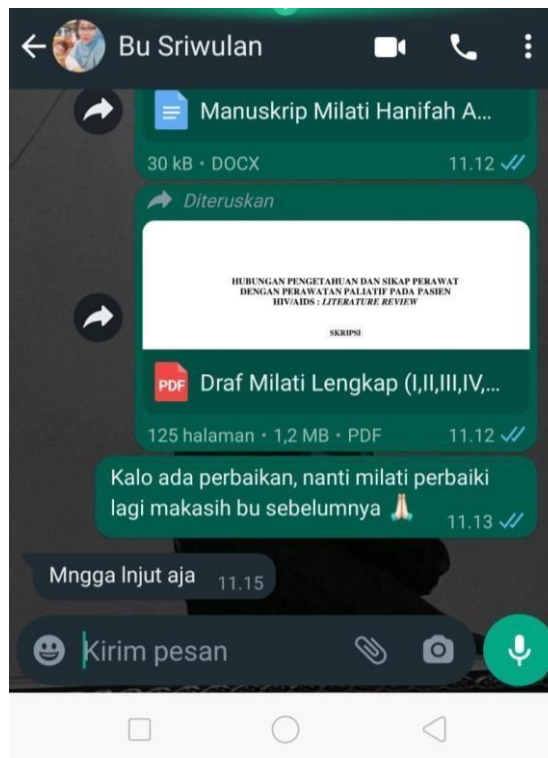 Bu Sriwulan
Manuskrip Milati Hanifah A...
30 kB • DOCX 11.12
Diteruskan
HUBUNGAN PENGETAHUAN DAN SIKAP PERAWAT
DENGAN PERAWATAN PALIATIF PADA PASIEN
HIV/AIDS : LITERATURE REVIEW
SKRIPSI
PDF Draf Milati Lengkap (I,II,III,IV,...
125 halaman • 1,2 MB • PDF 11.12
Kalo ada perbaikan, nanti milati perbaiki
lagi makasih bu sebelumnya 🙏🏻 11.13
Mngga lnjut aja 11.15
Kirim pesan